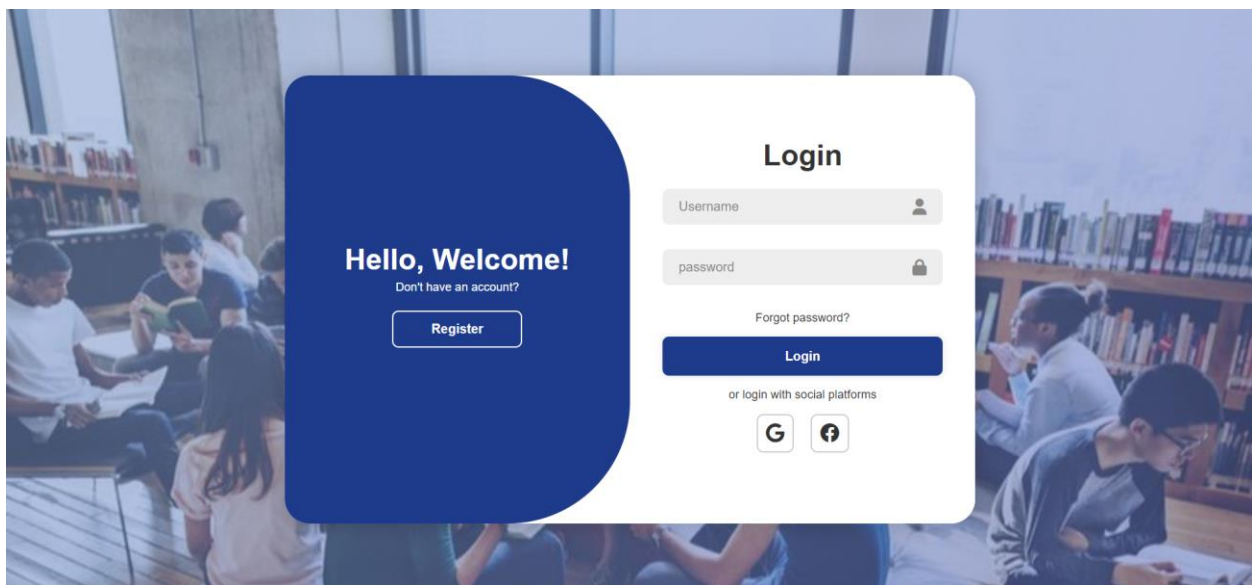 Hello, Welcome!
Don't have an account?
Register
Login
Username
password
Forgot password?
Login
or login with social platforms